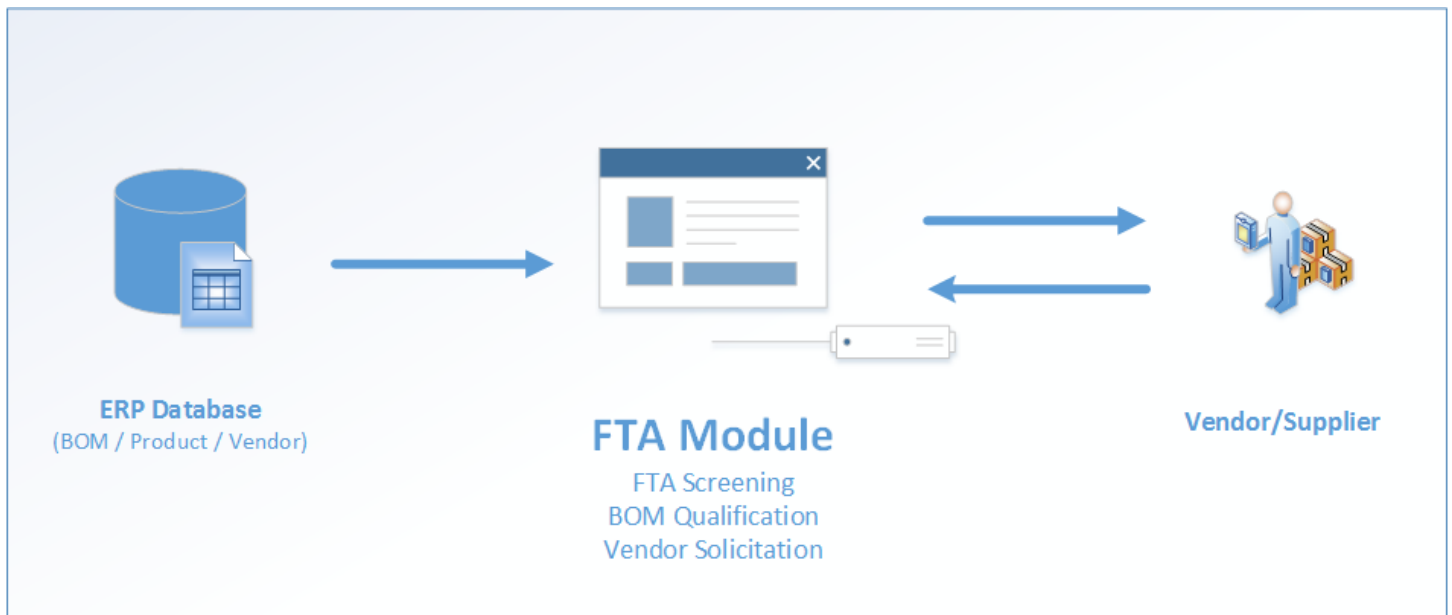 ERP Database
(BOM / Product / Vendor)
FTA Module
FTA Screening
BOM Qualification
Vendor Solicitation
Vendor/Supplier